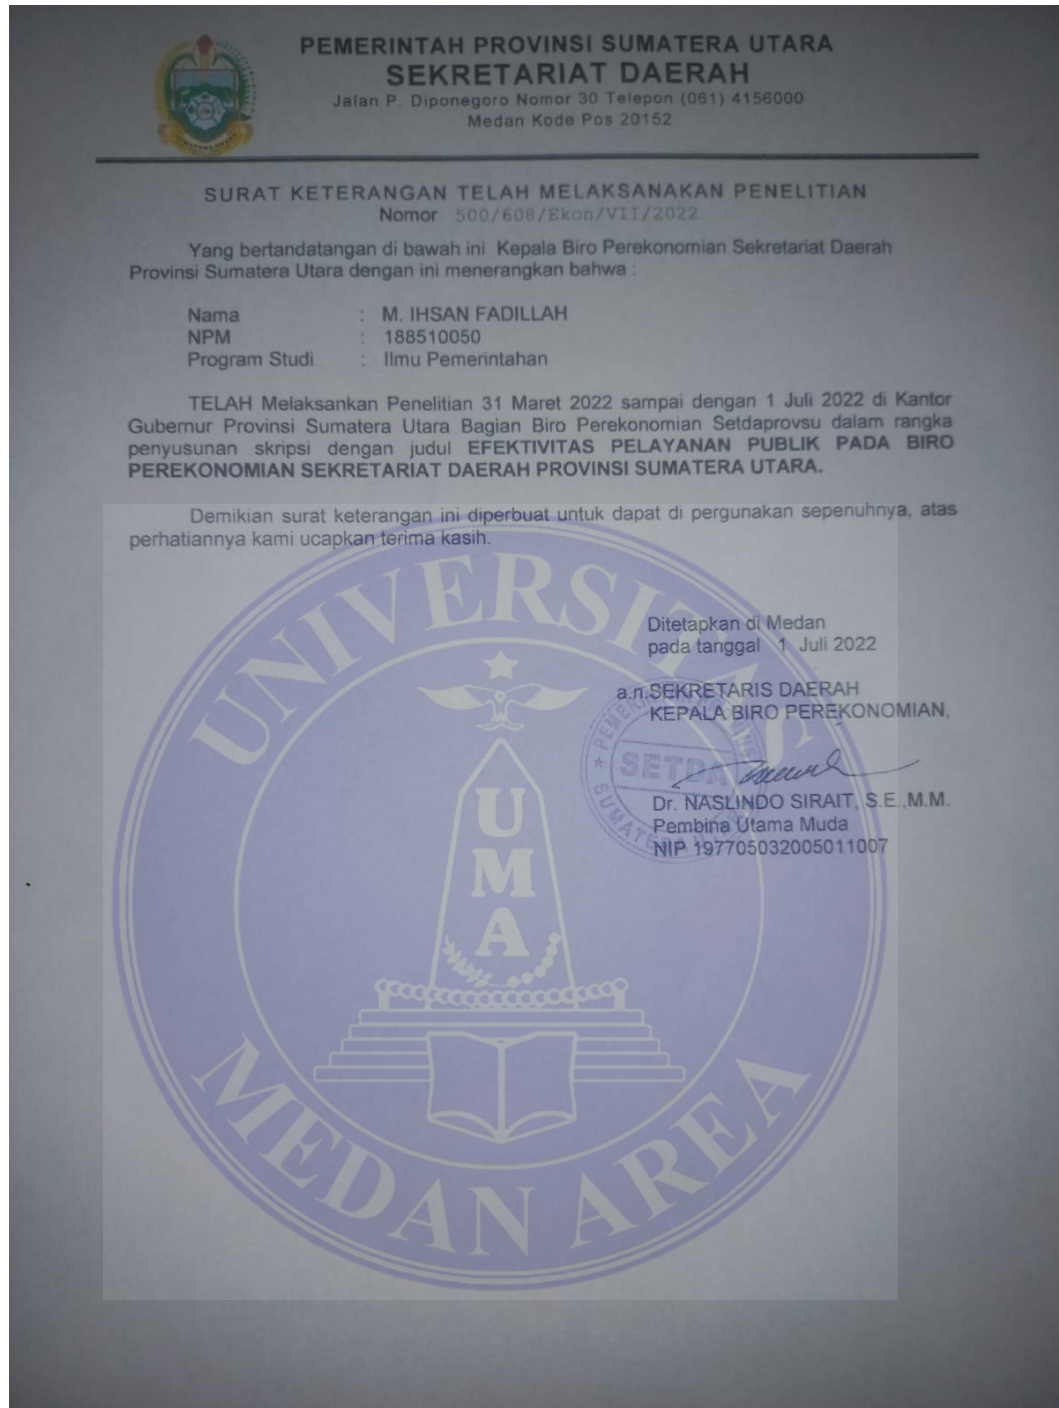 PEMERINTAH PROVINSI SUMATERA UTARA
SEKRETARIAT DAERAH
Jalan P. Diponegoro Nomor 30 Telepon (061) 4156000
Medan Kode Pos 20152
SURAT KETERANGAN TELAH MELAKSANAKAN PENELITIAN
Nomor 500/608/Ekon/VII/2022
Yang bertandatangan di bawah ini Kepala Biro Perekonomian Sekretariat Daerah
Provinsi Sumatera Utara dengan ini menerangkan bahwa :
Nama : M. IHSAN FADILLAH
NPM : 188510050
Program Studi : Ilmu Pemerintahan
TELAH Melaksankan Penelitian 31 Maret 2022 sampai dengan 1 Juli 2022 di Kantor
Gubernur Provinsi Sumatera Utara Bagian Biro Perekonomian Setdaprovsu dalam rangka
penyusunan skripsi dengan judul EFEKTIVITAS PELAYANAN PUBLIK PADA BIRO
PEREKONOMIAN SEKRETARIAT DAERAH PROVINSI SUMATERA UTARA.
Demikian surat keterangan ini diperbuat untuk dapat di pergunakan sepenuhnya, atas
perhatiannya kami ucapkan terima kasih.
Ditetapkan di Medan
pada tanggal 1 Juli 2022
a.n.SEKRETARIS DAERAH
KEPALA BIRO PEREKONOMIAN,
SETDA
Dr. NASLINDO SIRAIT, S.E.,M.M.
Pembina Utama Muda
NIP 197705032005011007
UNIVERSITAS
UMA
MEDAN AREA